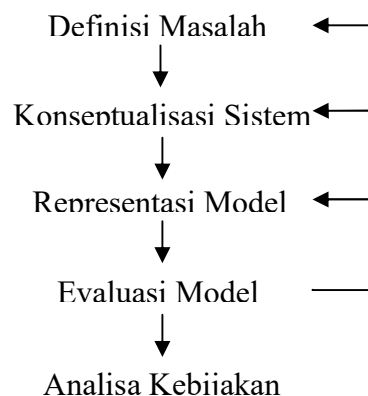 Definisi Masalah
Konseptualisasi Sistem
Representasi Model
Evaluasi Model
Analisa Kebijakan